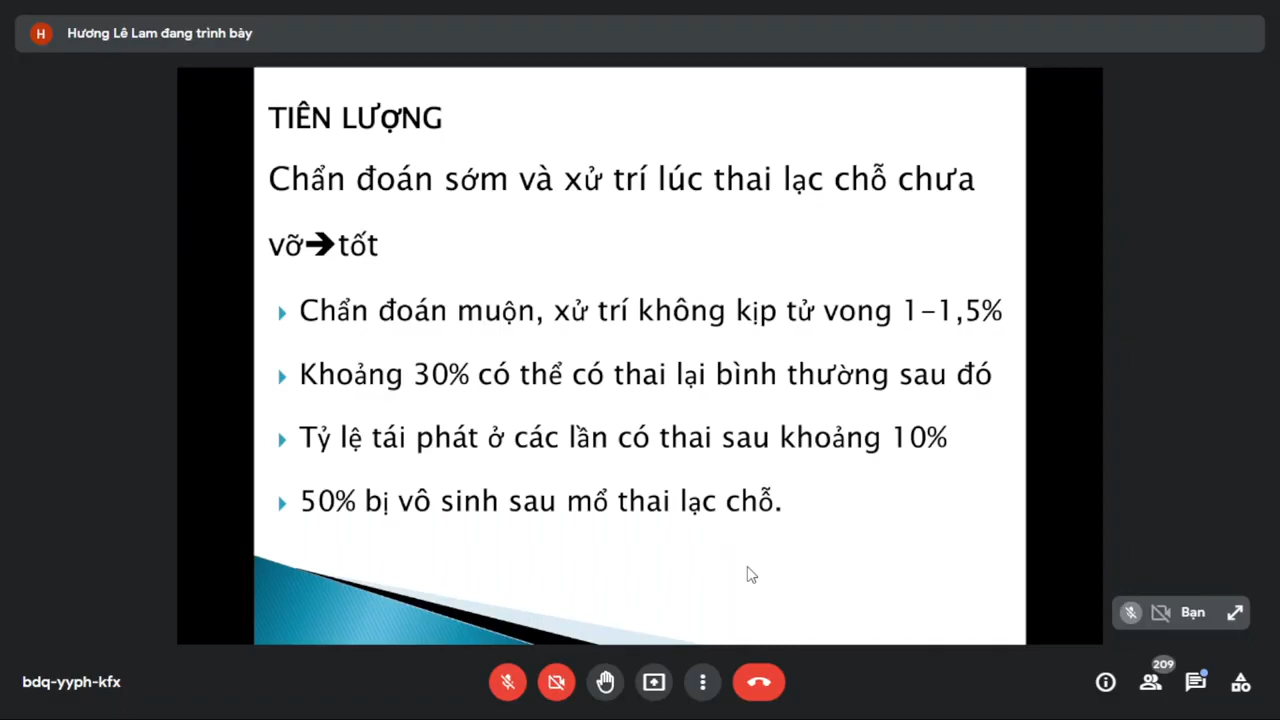 H Hương Lê Lam đang trình bày
TIÊN LƯỢNG
Chẩn đoán sớm và xử trí lúc thai lạc chỗ chưa
vỡ➔tốt
Chẩn đoán muộn, xử trí không kịp tử vong 1-1,5%
Khoảng 30% có thể có thai lại bình thường sau đó
Tỷ lệ tái phát ở các lần có thai sau khoảng 10%
50% bị vô sinh sau mổ thai lạc chỗ.
Bạn
209
bdq-yyph-kfx